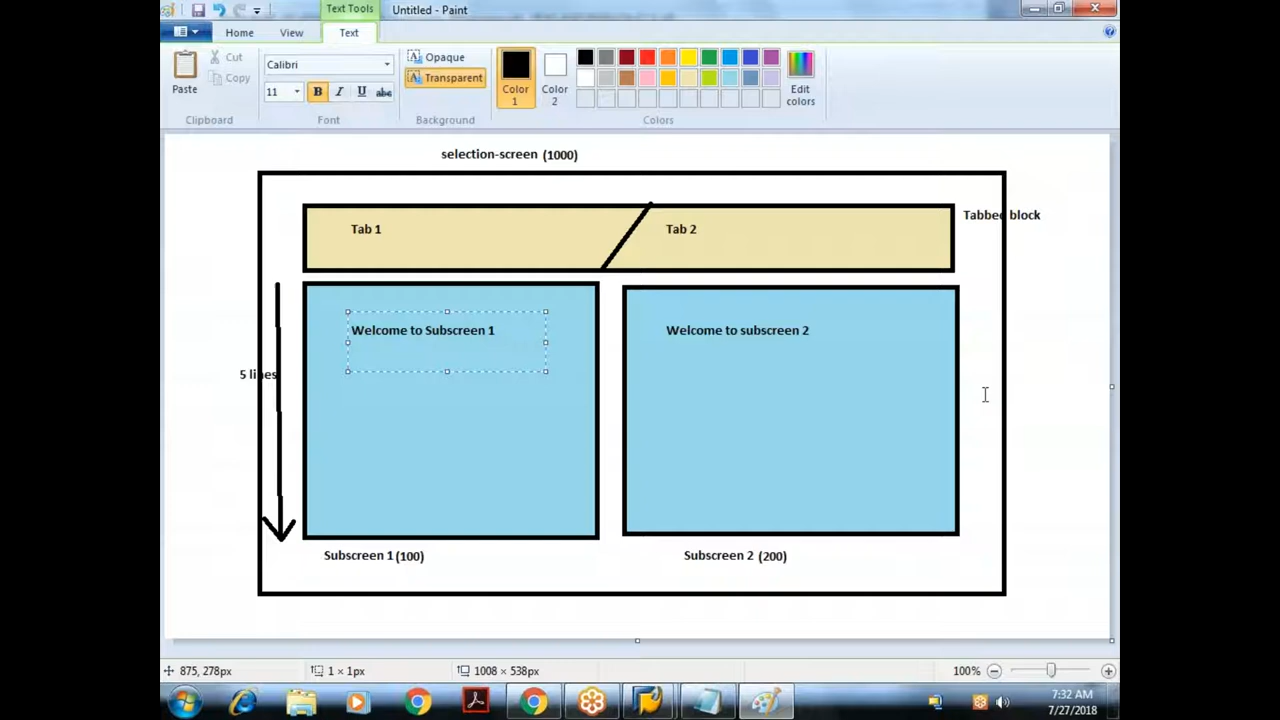 Text Tools
Untitled - Paint
Home
View
Text
Paste
Cut
Copy
Clipboard
Calibri
11
B
I
U
abc
Font
Opaque
Transparent
Background
Color
1
Color
2
Edit
colors
Colors
selection-screen (1000)
Tab 1
Tab 2
Tabbed block
Welcome to Subscreen 1
Welcome to subscreen 2
5 lines
Subscreen 1 (100)
Subscreen 2 (200)
875, 278px
1 × 1px
1008 × 538px
100%
7:32 AM
7/27/2018